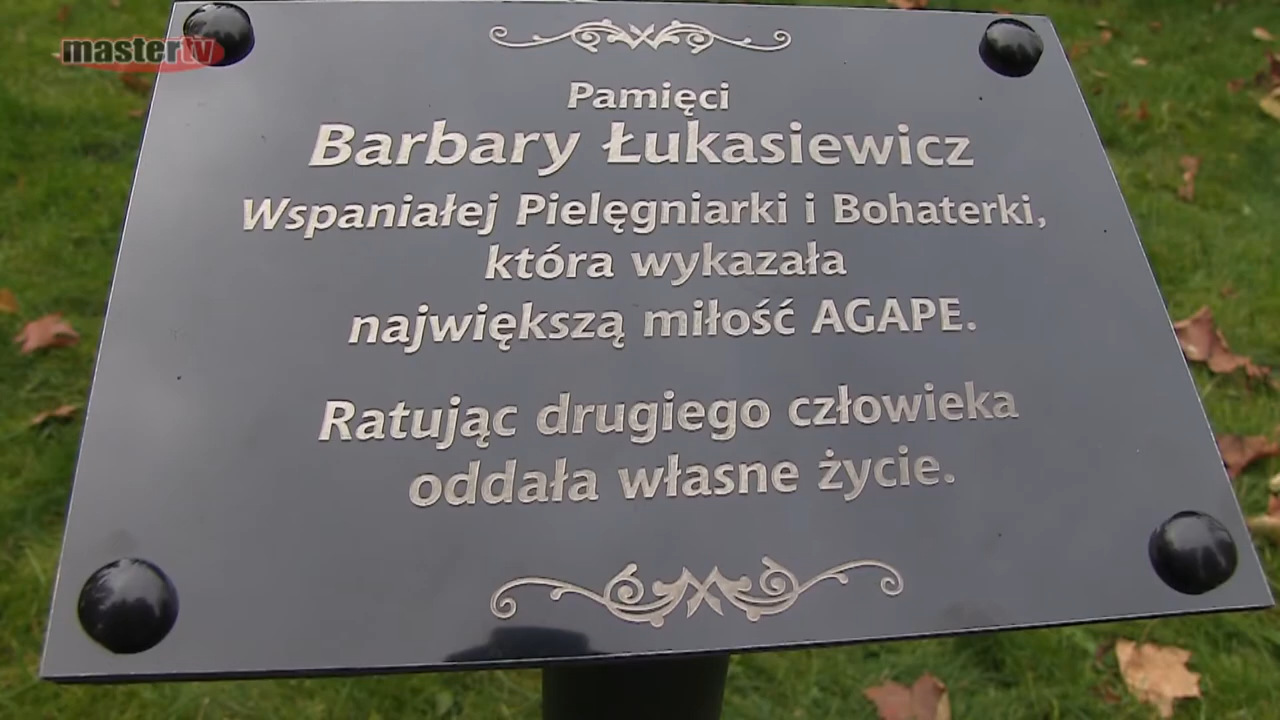 mastertv
Pamięci
Barbary Łukasiewicz
Wspaniałej Pielęgniarki i Bohaterki,
która wykazała
największą miłość AGAPE.
Ratując drugiego człowieka
oddała własne życie.